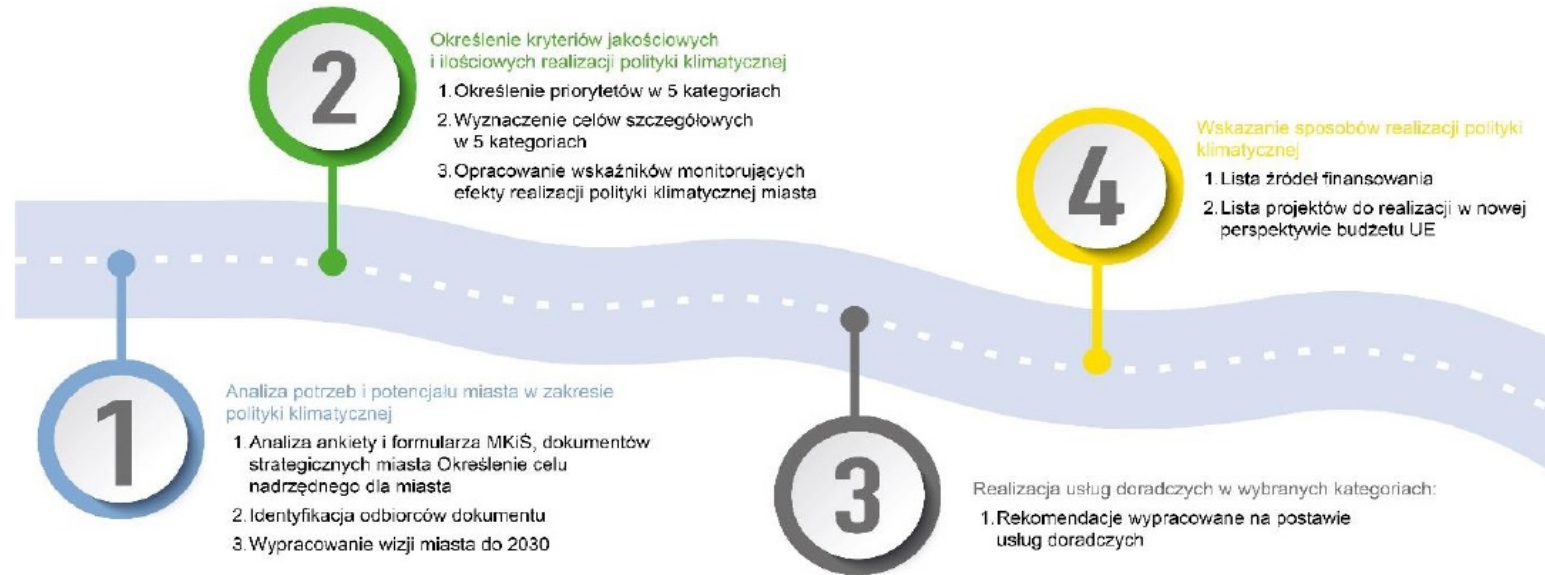 1
Analiza potrzeb i potencjału miasta w zakresie
polityki klimatycznej
1. Analiza ankiety i formularza MKiŚ, dokumentów
strategicznych miasta Określenie celu
nadrzędnego dla miasta
2. Identyfikacja odbiorców dokumentu
3. Wypracowanie wizji miasta do 2030
2
Określenie kryteriów jakościowych
i ilościowych realizacji polityki klimatycznej
1. Określenie priorytetów w 5 kategoriach
2. Wyznaczenie celów szczegółowych
w 5 kategoriach
3. Opracowanie wskaźników monitorujących
efekty realizacji polityki klimatycznej miasta
3
Realizacja usług doradczych w wybranych kategoriach:
1. Rekomendacje wypracowane na postawie
usług doradczych
4
Wskazanie sposobów realizacji polityki
klimatycznej
1. Lista źródeł finansowania
2. Lista projektów do realizacji w nowej
perspektywie budżetu UE